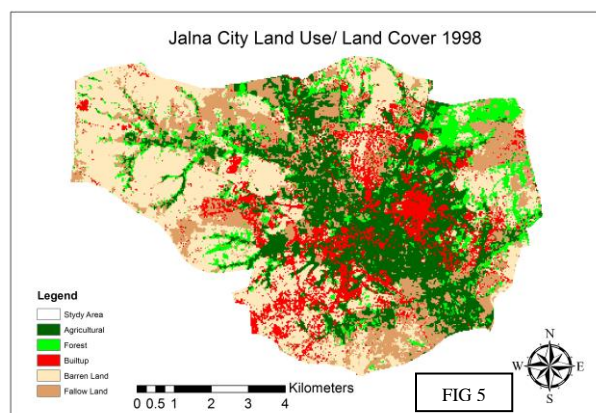 Jalna City Land Use/ Land Cover 1998
Legend
Stydy Area
Agricultural
Forest
Builtup
Barren Land
Fallow Land
Kilometers
0 0.5 1 2 3 4
FIG 5
N
W E
S